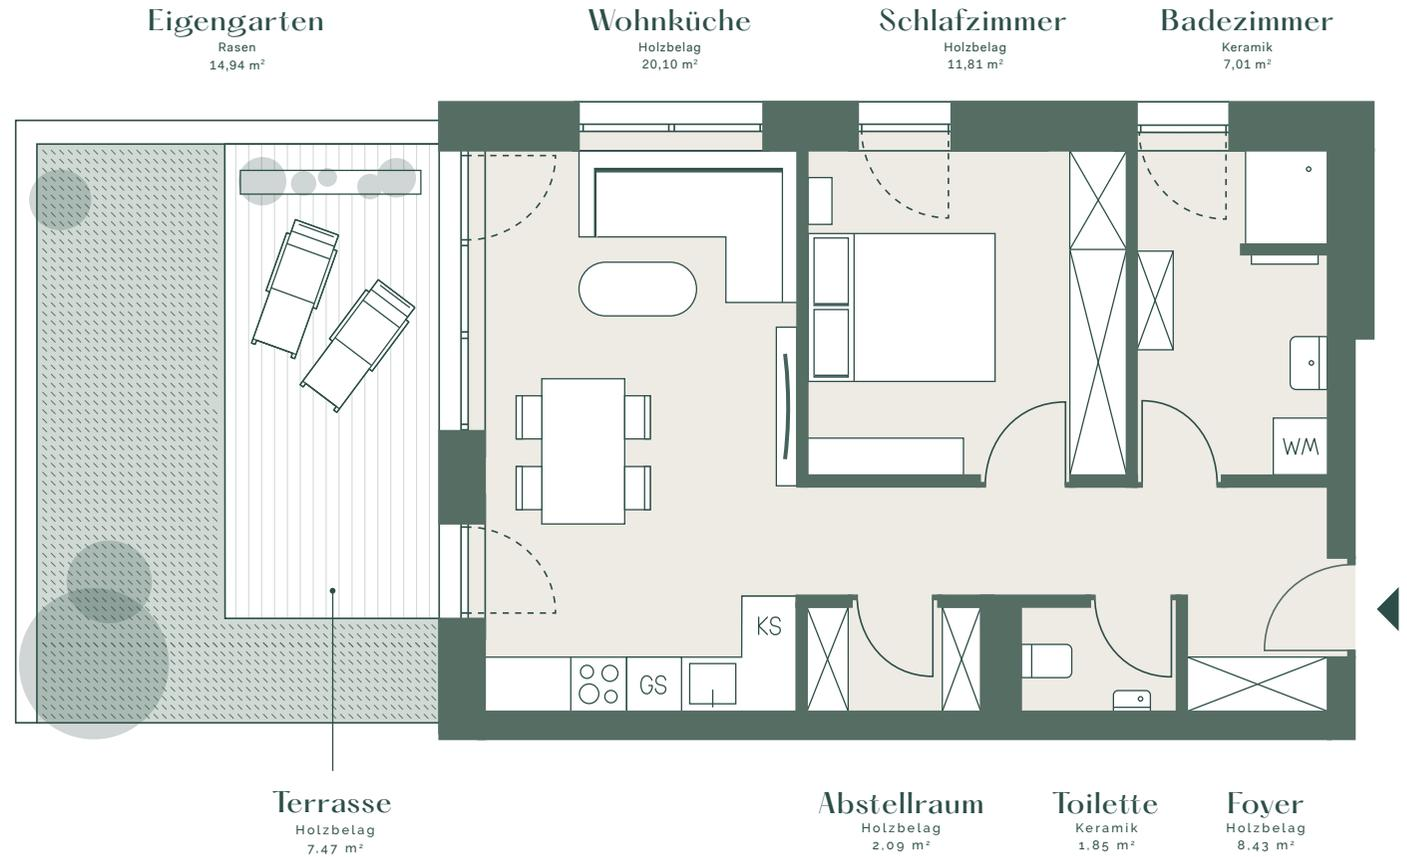 Eigengarten
Rasen
14,94 m²
Wohnküche
Holzbelag
20,10 m²
Schlafzimmer
Holzbelag
11,81 m²
Badezimmer
Keramik
7,01 m²
WM
KS
GS
Terrasse
Holzbelag
7.47 m²
Abstellraum
Holzbelag
2.09 m²
Toilette
Keramik
1.85 m²
Foyer
Holzbelag
8.43 m²